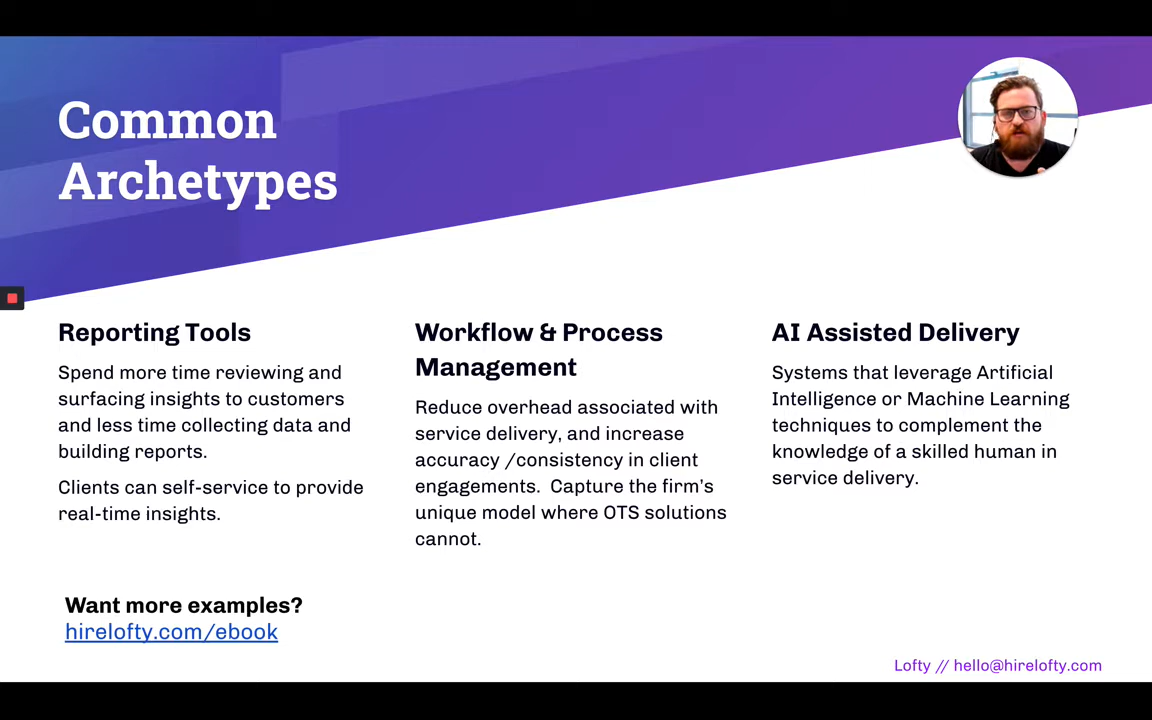 Common
Archetypes
Reporting Tools
Spend more time reviewing and
surfacing insights to customers
and less time collecting data and
building reports.
Clients can self-service to provide
real-time insights.
Workflow & Process
Management
Reduce overhead associated with
service delivery, and increase
accuracy /consistency in client
engagements.  Capture the firm's
unique model where OTS solutions
cannot.
AI Assisted Delivery
Systems that leverage Artificial
Intelligence or Machine Learning
techniques to complement the
knowledge of a skilled human in
service delivery.
Want more examples?
hirelofty.com/ebook
Lofty // hello@hirelofty.com